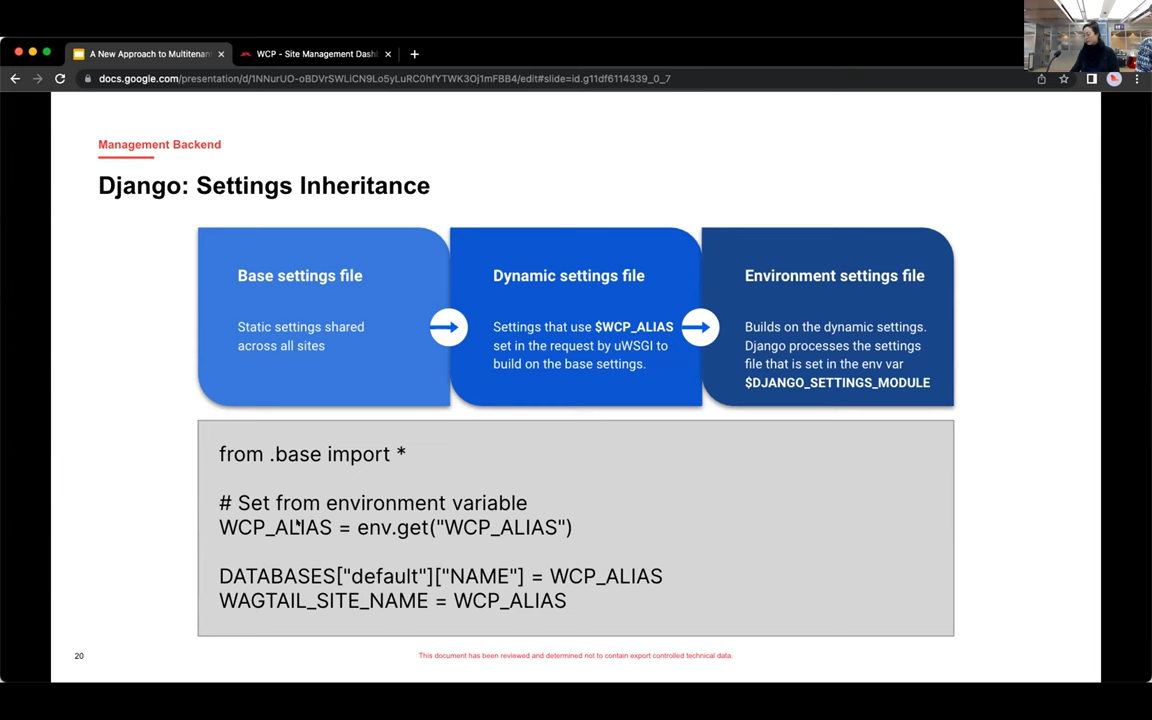 A New Approach to Multitenan
WCP - Site Management Dash
docs.google.com/presentation/d/1NNurUO-oBDVrSWLlCN9Lo5yLuRC0hfYTWK3Oj1mFBB4/edit#slide=id.g11df6114339_0_7
Management Backend
Django: Settings Inheritance
Base settings file
Static settings shared
across all sites
Dynamic settings file
Settings that use $WCP_ALIAS
set in the request by uWSGI to
build on the base settings.
Environment settings file
Builds on the dynamic settings.
Django processes the settings
file that is set in the env var
$DJANGO_SETTINGS_MODULE
from .base import *
# Set from environment variable
WCP_ALIAS = env.get("WCP_ALIAS")
DATABASES["default"]["NAME"] = WCP_ALIAS
WAGTAIL_SITE_NAME = WCP_ALIAS
20
This document has been reviewed and determined not to contain export controlled technical data.